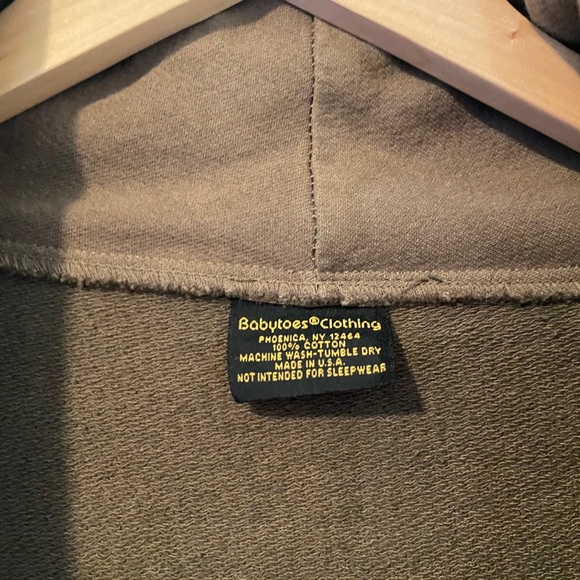 Babytoes®Clothing
PHOENICA, NY 12464
100% COTTON
MACHINE WASH-TUMBLE DRY
MADE IN U.S.A.
NOT INTENDED FOR SLEEPWEAR